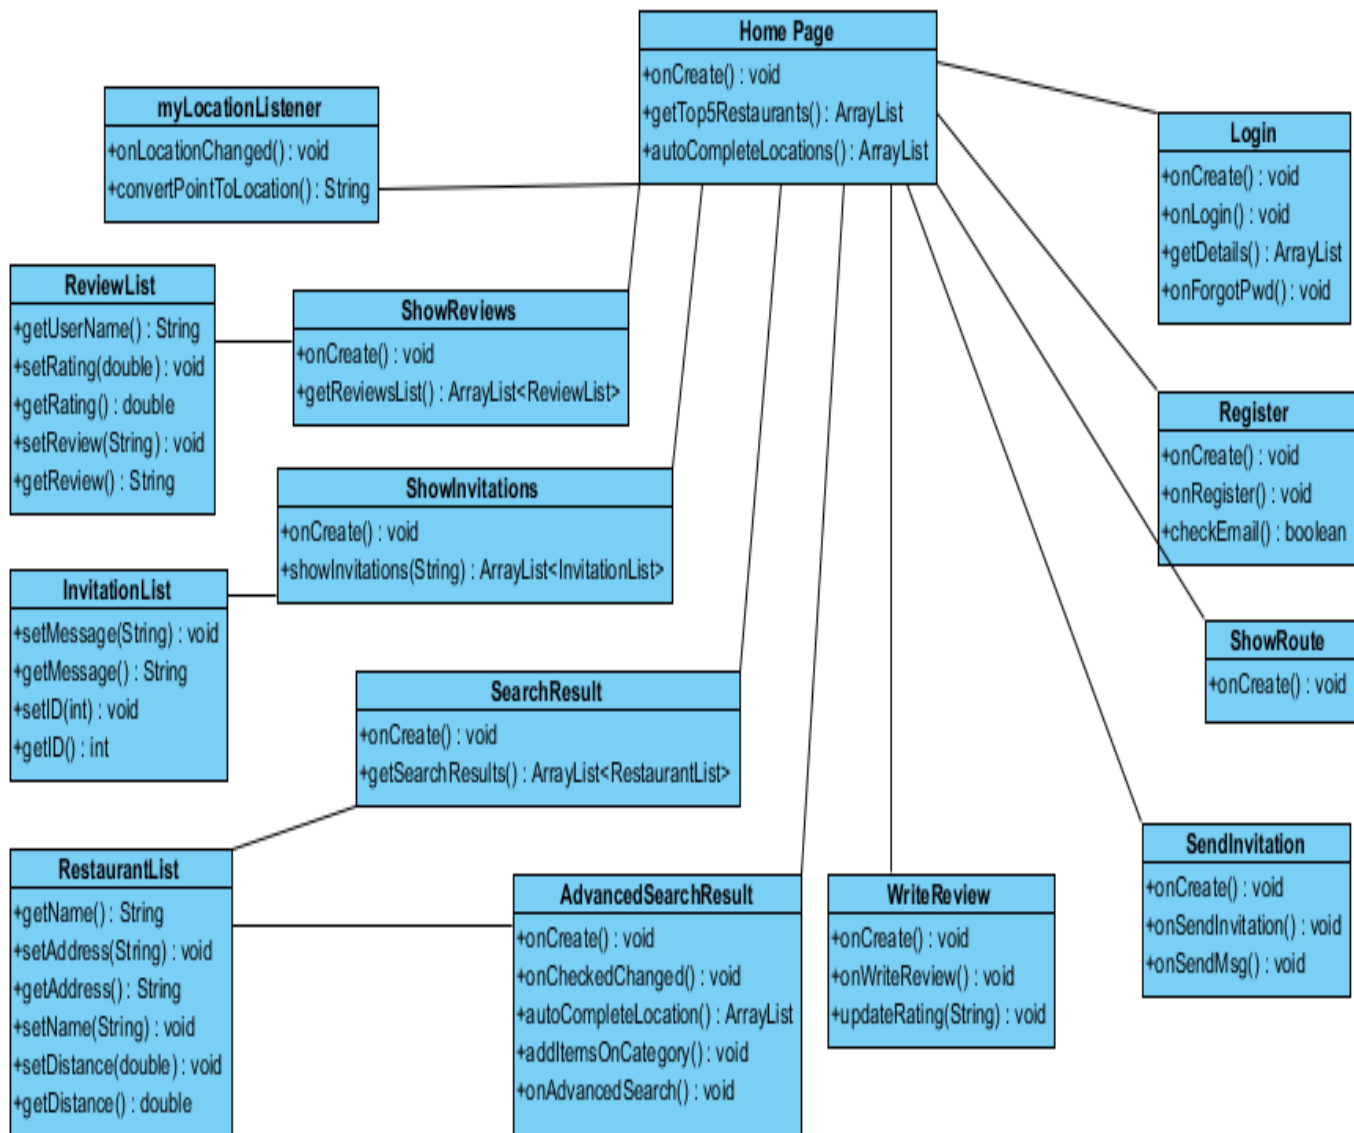 Home Page
+onCreate() : void
+getTop5Restaurants() : ArrayList
+autoCompleteLocations() : ArrayList
myLocationListener
+onLocationChanged() : void
+convertPointToLocation() : String
Login
+onCreate() : void
+onLogin() : void
+getDetails() : ArrayList
+onForgotPwd() : void
ReviewList
+getUserName() : String
+setRating(double) : void
+getRating() : double
+setReview(String) : void
+getReview() : String
ShowReviews
+onCreate() : void
+getReviewsList() : ArrayList<ReviewList>
Register
+onCreate() : void
+onRegister() : void
+checkEmail() : boolean
ShowInvitations
+onCreate() : void
+showInvitations(String) : ArrayList<InvitationList>
InvitationList
+setMessage(String) : void
+getMessage() : String
+setID(int) : void
+getID() : int
ShowRoute
+onCreate() : void
SearchResult
+onCreate() : void
+getSearchResults() : ArrayList<RestaurantList>
SendInvitation
+onCreate() : void
+onSendInvitation() : void
+onSendMsg() : void
RestaurantList
+getName() : String
+setAddress(String) : void
+getAddress() : String
+setName(String) : void
+setDistance(double) : void
+getDistance() : double
AdvancedSearchResult
+onCreate() : void
+onCheckedChanged() : void
+autoCompleteLocation() : ArrayList
+addItemsOnCategory() : void
+onAdvancedSearch() : void
WriteReview
+onCreate() : void
+onWriteReview() : void
+updateRating(String) : void